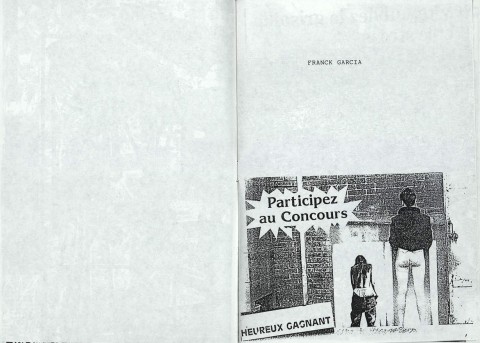 FRANCK GARCIA
Participez
au Concours
HEUREUX GAGNANT